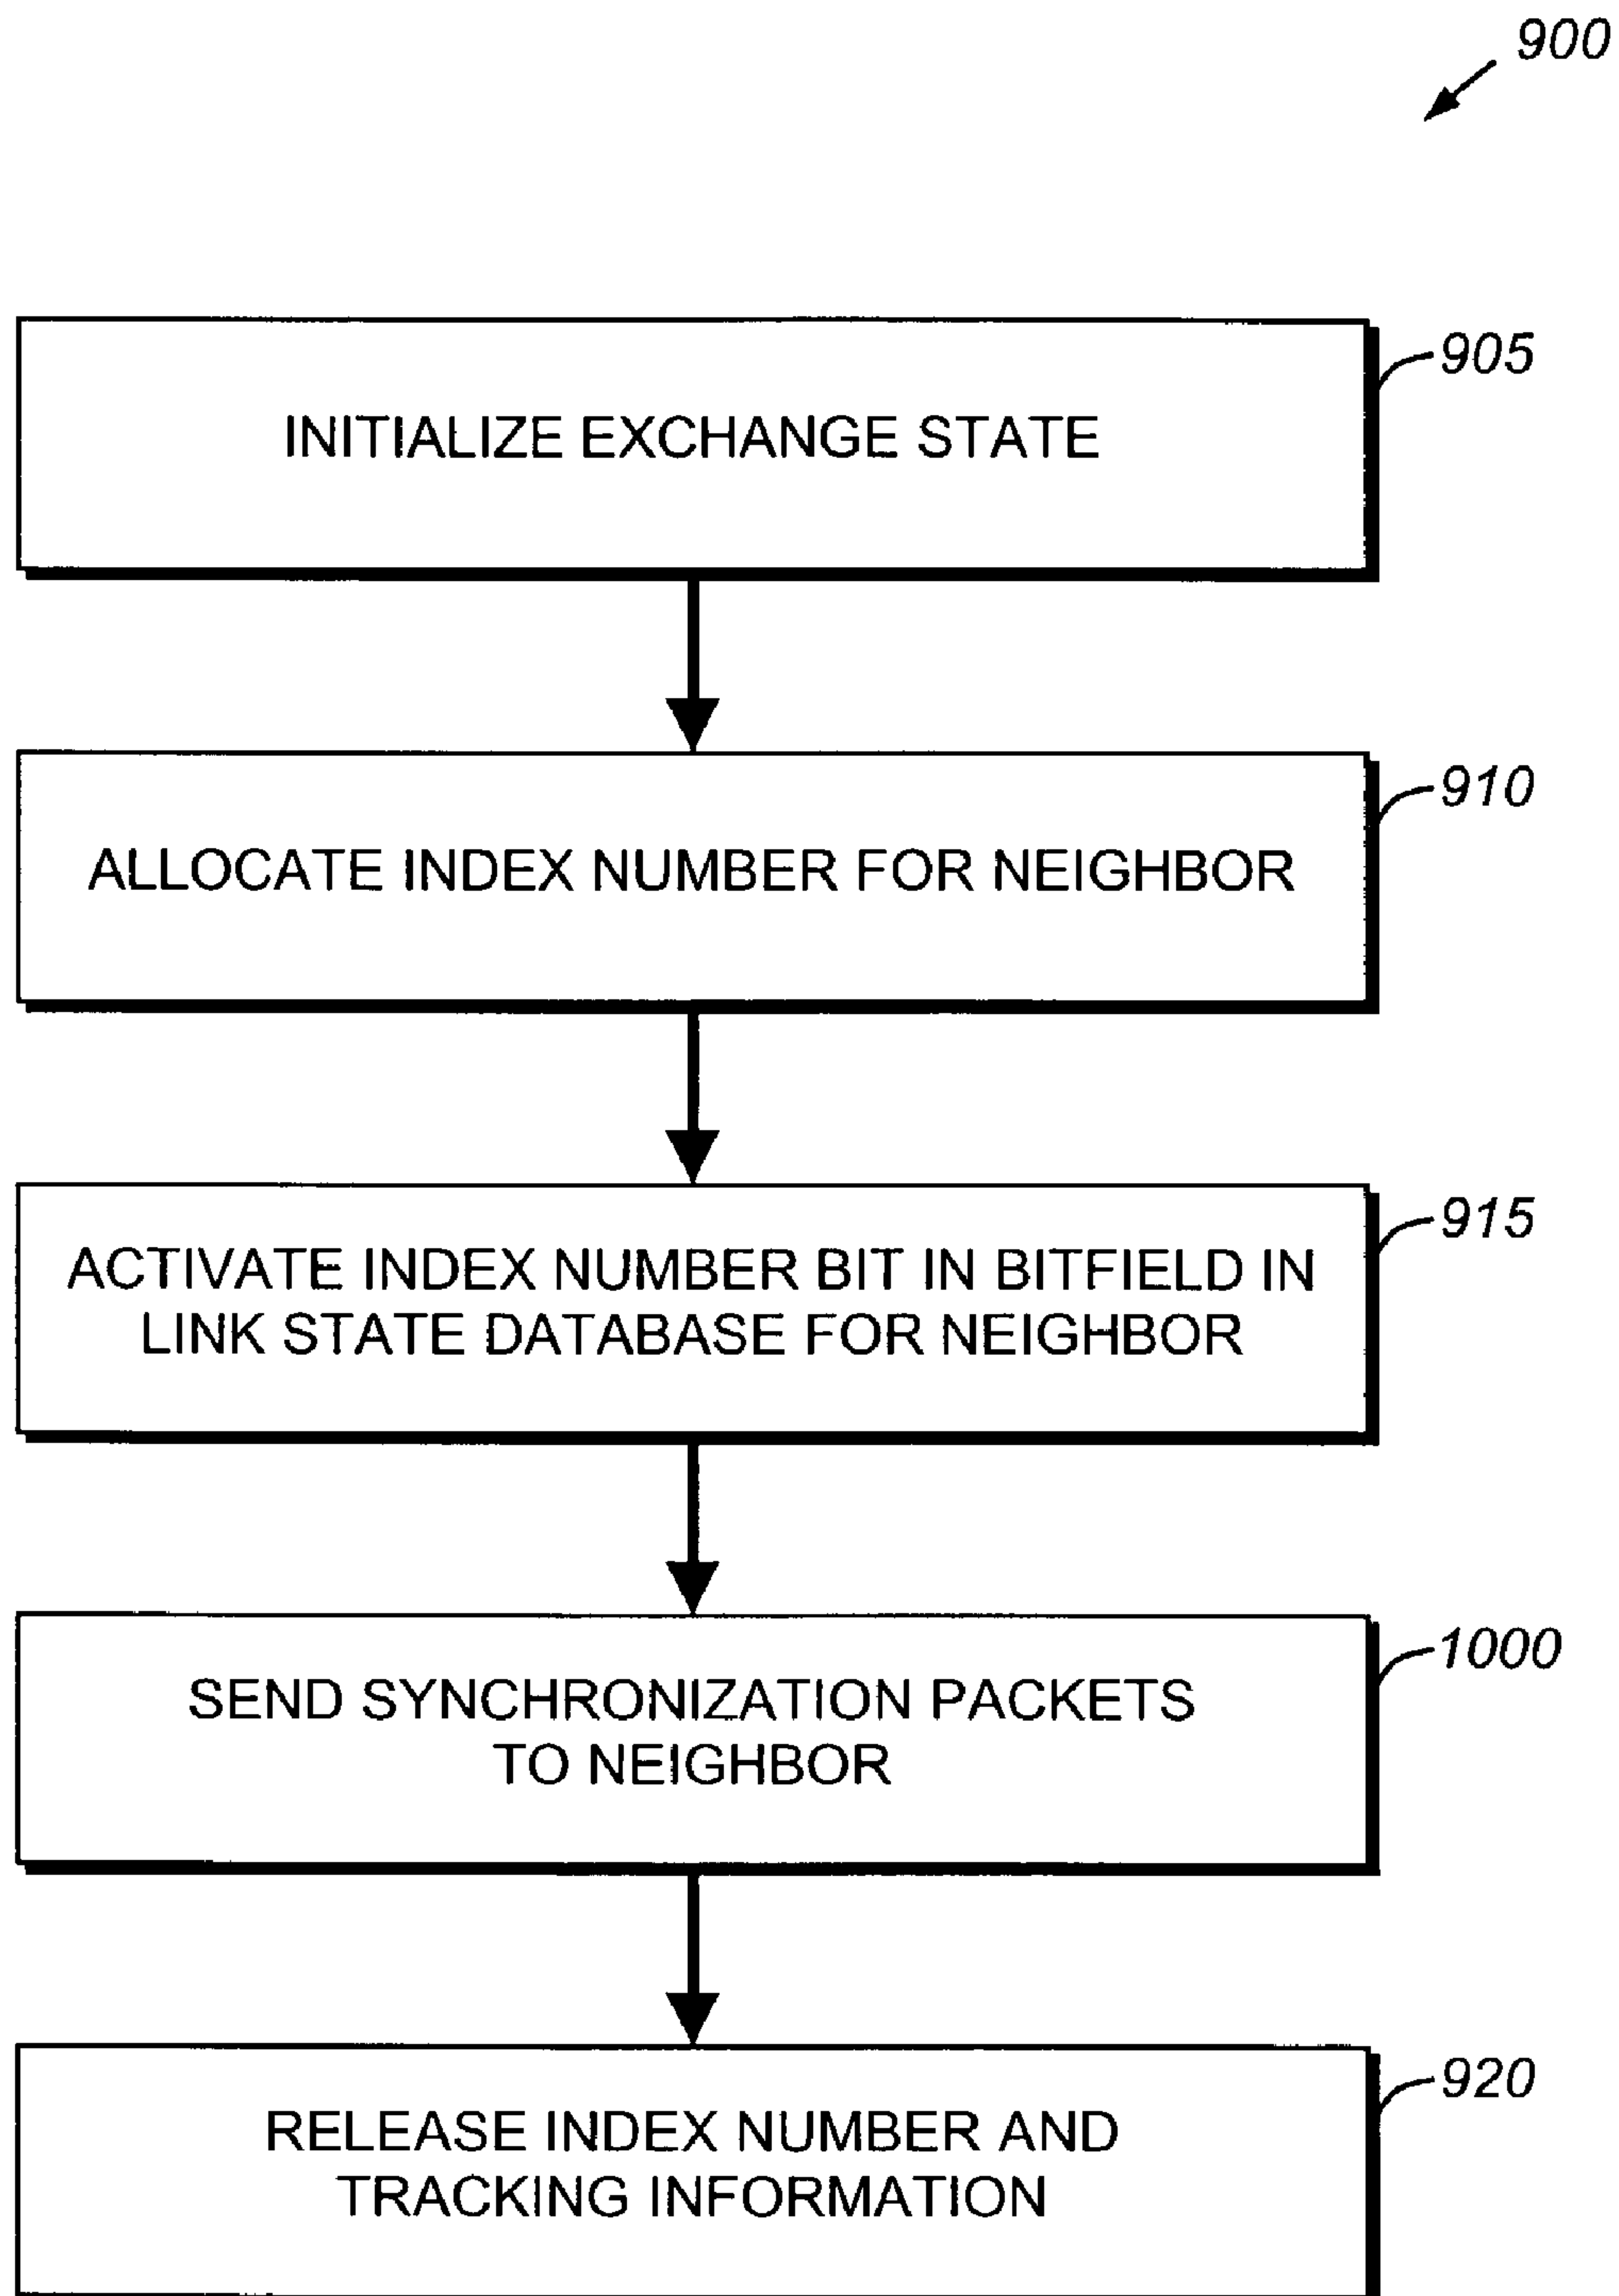 900
905
INITIALIZE EXCHANGE STATE
910
ALLOCATE INDEX NUMBER FOR NEIGHBOR
915
ACTIVATE INDEX NUMBER BIT IN BITFIELD IN
LINK STATE DATABASE FOR NEIGHBOR
1000
SEND SYNCHRONIZATION PACKETS
TO NEIGHBOR
920
RELEASE INDEX NUMBER AND
TRACKING INFORMATION